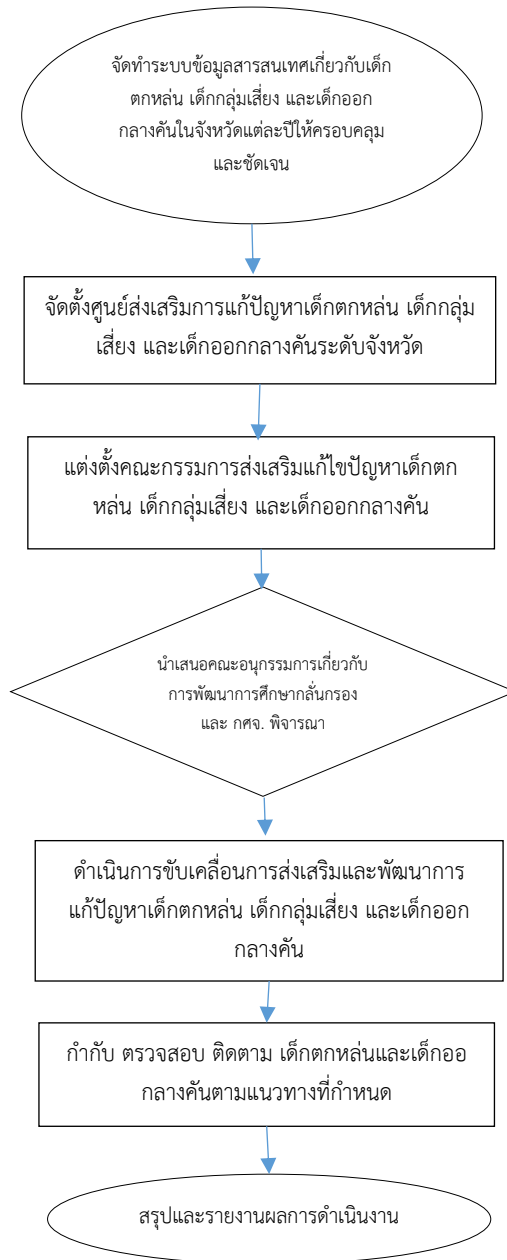 จัดทำระบบข้อมูลสารสนเทศเกี่ยวกับเด็ก
ตกหล่น เด็กกลุ่มเสี่ยง และเด็กออก
กลางคันในจังหวัดแต่ละปีให้ครอบคลุม
และชัดเจน
จัดตั้งศูนย์ส่งเสริมการแก้ปัญหาเด็กตกหล่น เด็กกลุ่ม
เสี่ยง และเด็กออกกลางคันระดับจังหวัด
แต่งตั้งคณะกรรมการส่งเสริมแก้ไขปัญหาเด็กตก
หล่น เด็กกลุ่มเสี่ยง และเด็กออกกลางคัน
นำเสนอคณะอนุกรรมการเกี่ยวกับ
การพัฒนาการศึกษากลั่นกรอง
และ กศจ. พิจารณา
ดำเนินการขับเคลื่อนการส่งเสริมและพัฒนาการ
แก้ปัญหาเด็กตกหล่น เด็กกลุ่มเสี่ยง และเด็กออก
กลางคัน
กำกับ ตรวจสอบ ติดตาม เด็กตกหล่นและเด็กออ
กลางคันตามแนวทางที่กำหนด
สรุปและรายงานผลการดำเนินงาน